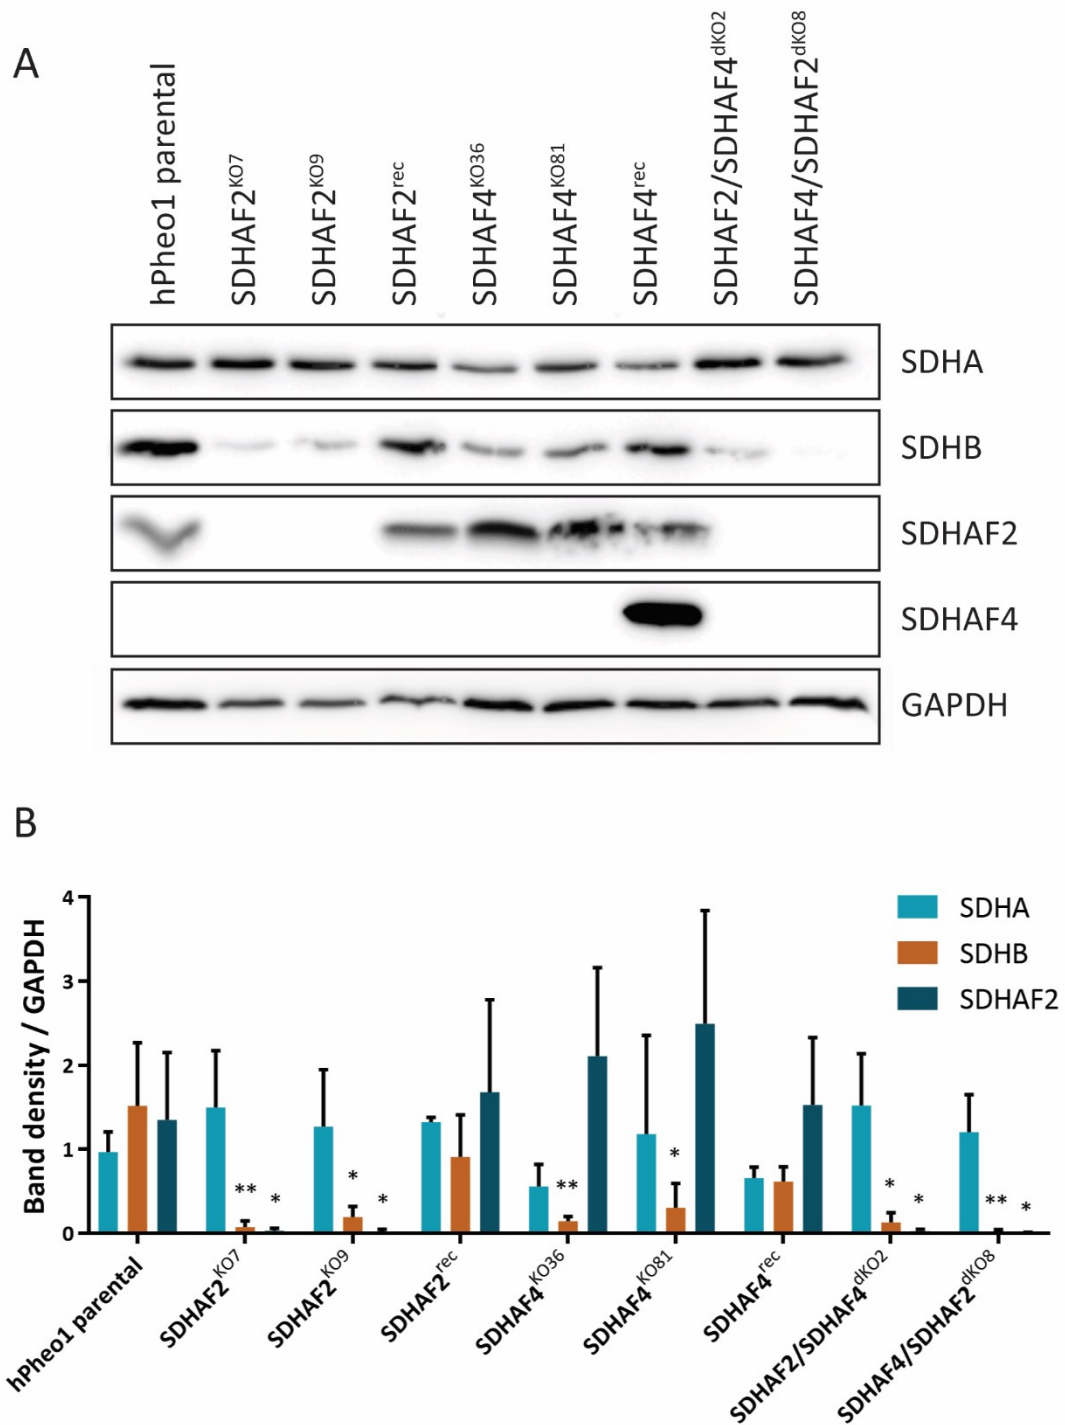 A
hPheo1 parental
SDHAF2KO7
SDHAF2KO9
SDHAF2rec
SDHAF4KO36
SDHAF4KO81
SDHAF4rec
SDHAF2/SDHAF4dKO2
SDHAF4/SDHAF2dKO8
SDHA
SDHB
SDHAF2
SDHAF4
GAPDH
B
Band density / GAPDH
4
3
2
1
0
** *
* *
**
*
* *
** *
SDHA
SDHB
SDHAF2
hPheo1 parental
SDHAF2KO7
SDHAF2KO9
SDHAF2rec
SDHAF4KO36
SDHAF4KO81
SDHAF4rec
SDHAF2/SDHAF4dKO2
SDHAF4/SDHAF2dKO8